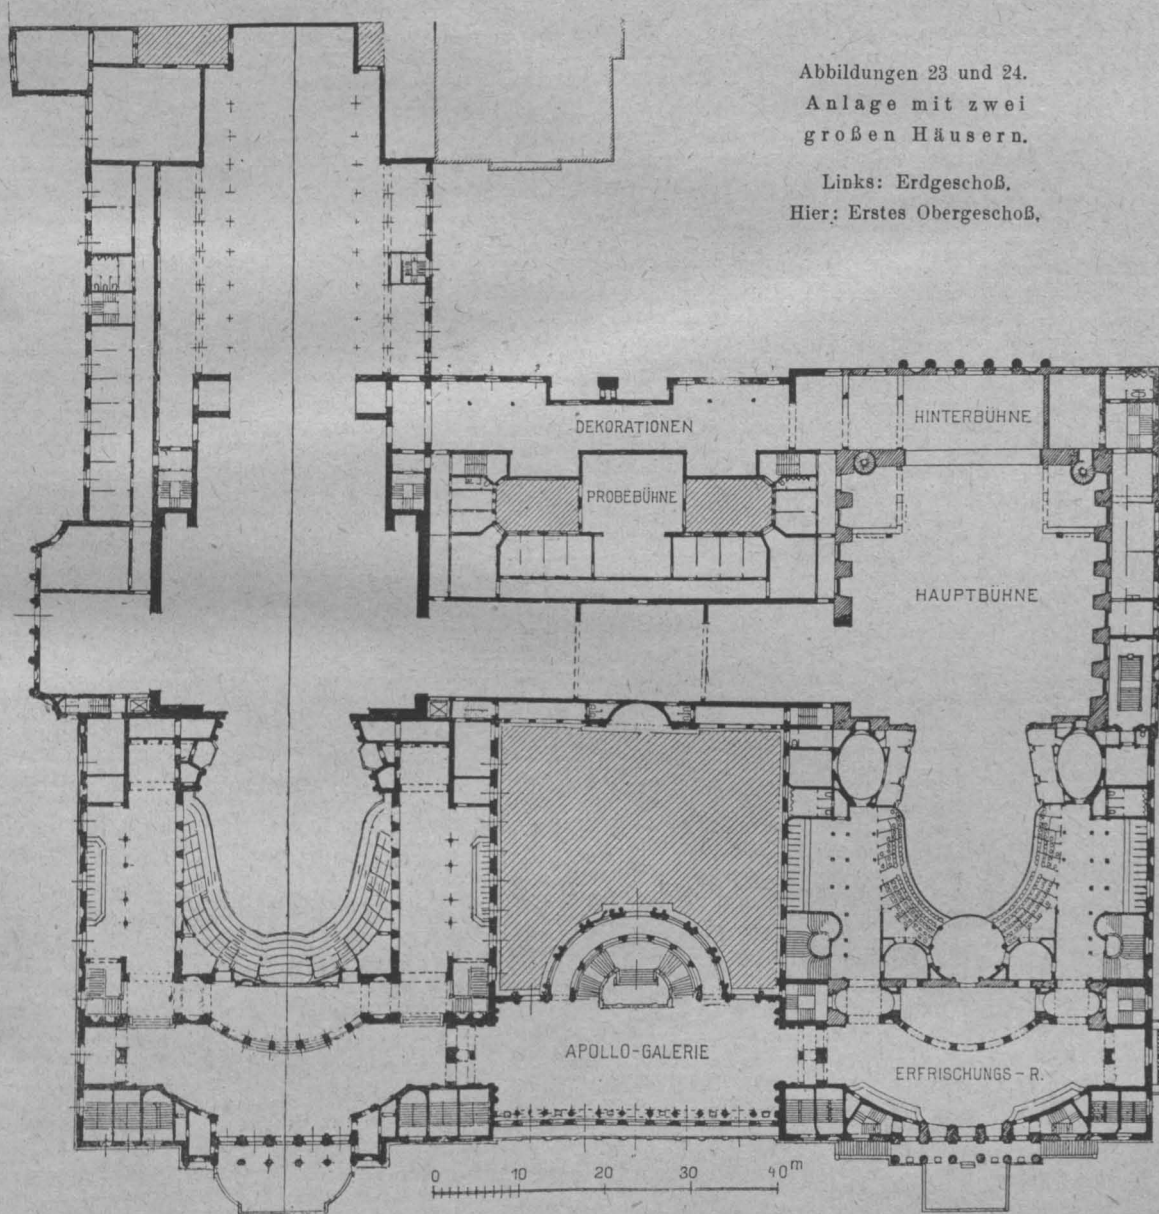 Abbildungen 23 und 24.
Anlage mit zwei
großen Häusern.
Links: Erdgeschoß.
Hier: Erstes Obergeschoß.
DEKORATIONEN
HINTERBÜHNE
PROBEBÜHNE
HAUPTBÜHNE
APOLLO-GALERIE
ERFRISCHUNGS-R.
0 10 20 30 40 m